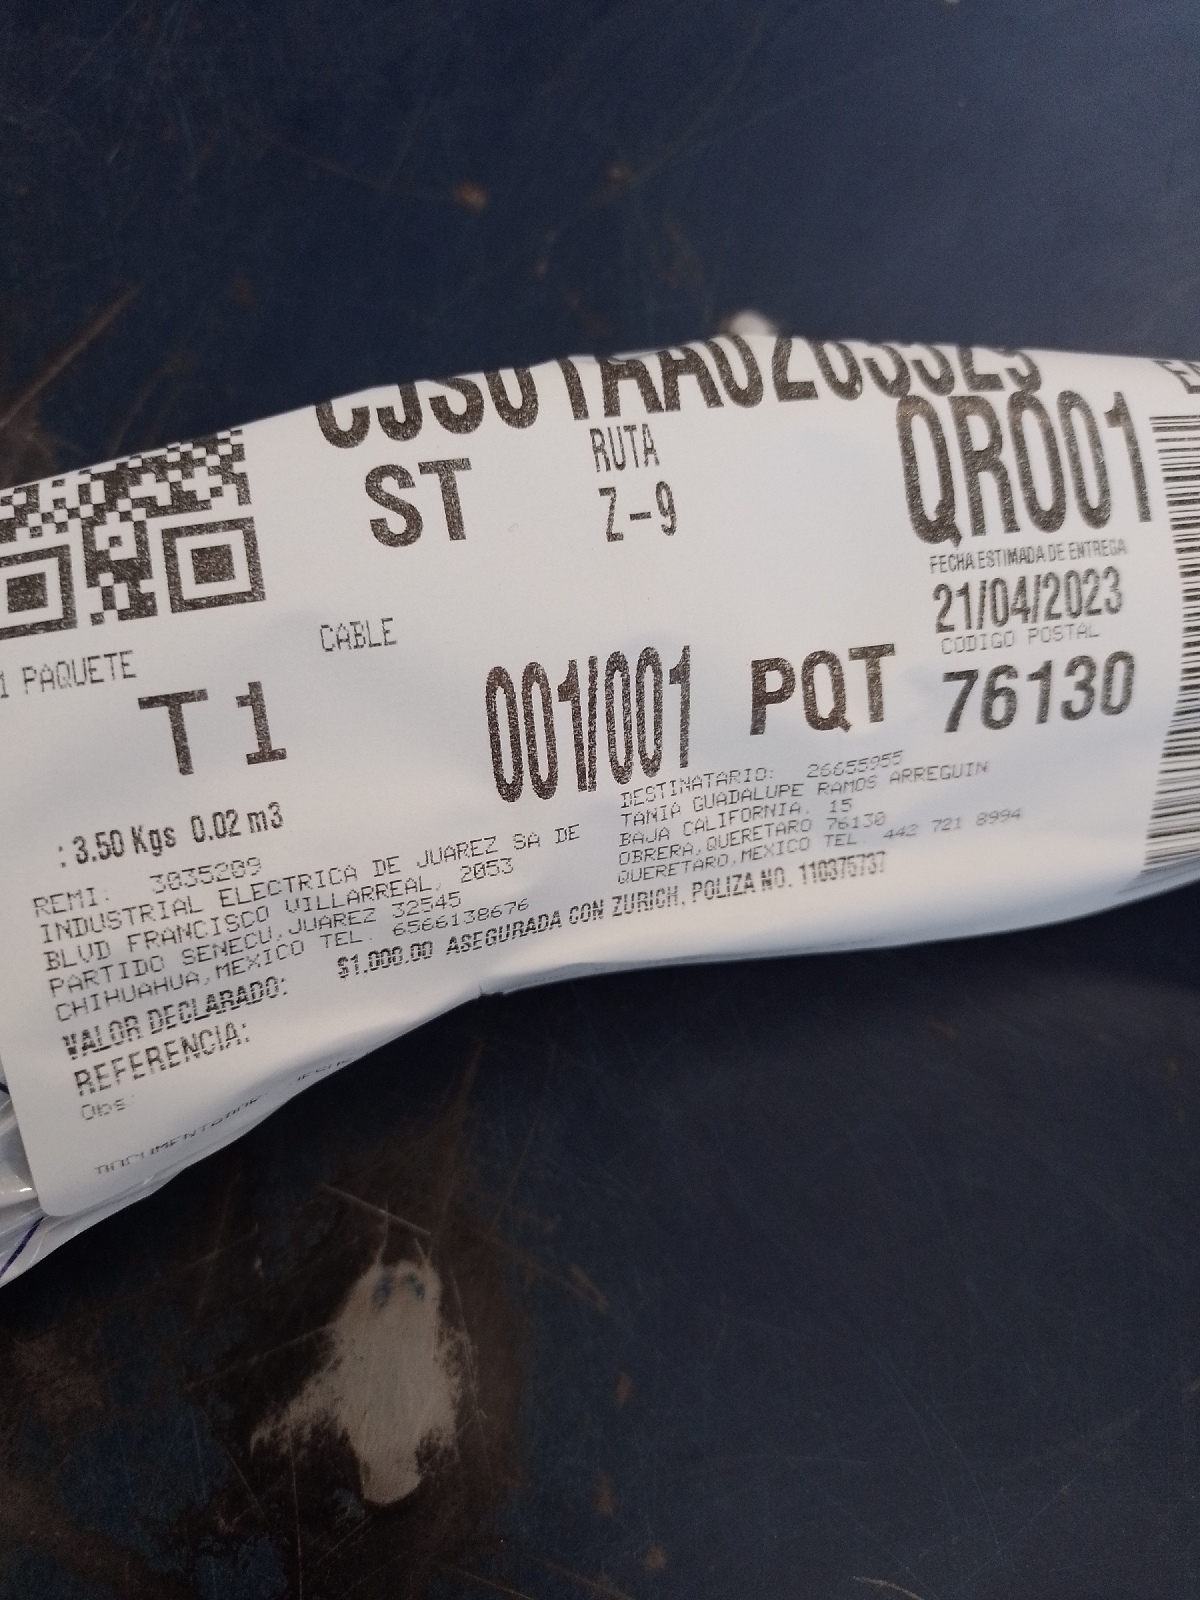 QRO01
ST
RUTA
Z-9
FECHA ESTIMADA DE ENTREGA
21/04/2023
CODIGO POSTAL
76130
1 PAQUETE
CABLE
T 1
001/001
PQT
: 3.50 Kgs 0.02 m3
REMI: 3035209
INDUSTRIAL ELECTRICA DE JUAREZ SA DE
BLVD FRANCISCO VILLARREAL, 2053
PARTIDO SENECU,JUAREZ 32545
CHIHUAHUA,MEXICO TEL. 6566138676
DESTINATARIO: 26655955
TANIA GUADALUPE RAMOS ARREGUIN
BAJA CALIFORNIA, 15
OBRERA,QUERETARO 76130
QUERETARO,MEXICO TEL. 442 721 8994
VALOR DECLARADO: $1,000.00 ASEGURADA CON ZURICH, POLIZA NO. 110375737
REFERENCIA:
Obs: